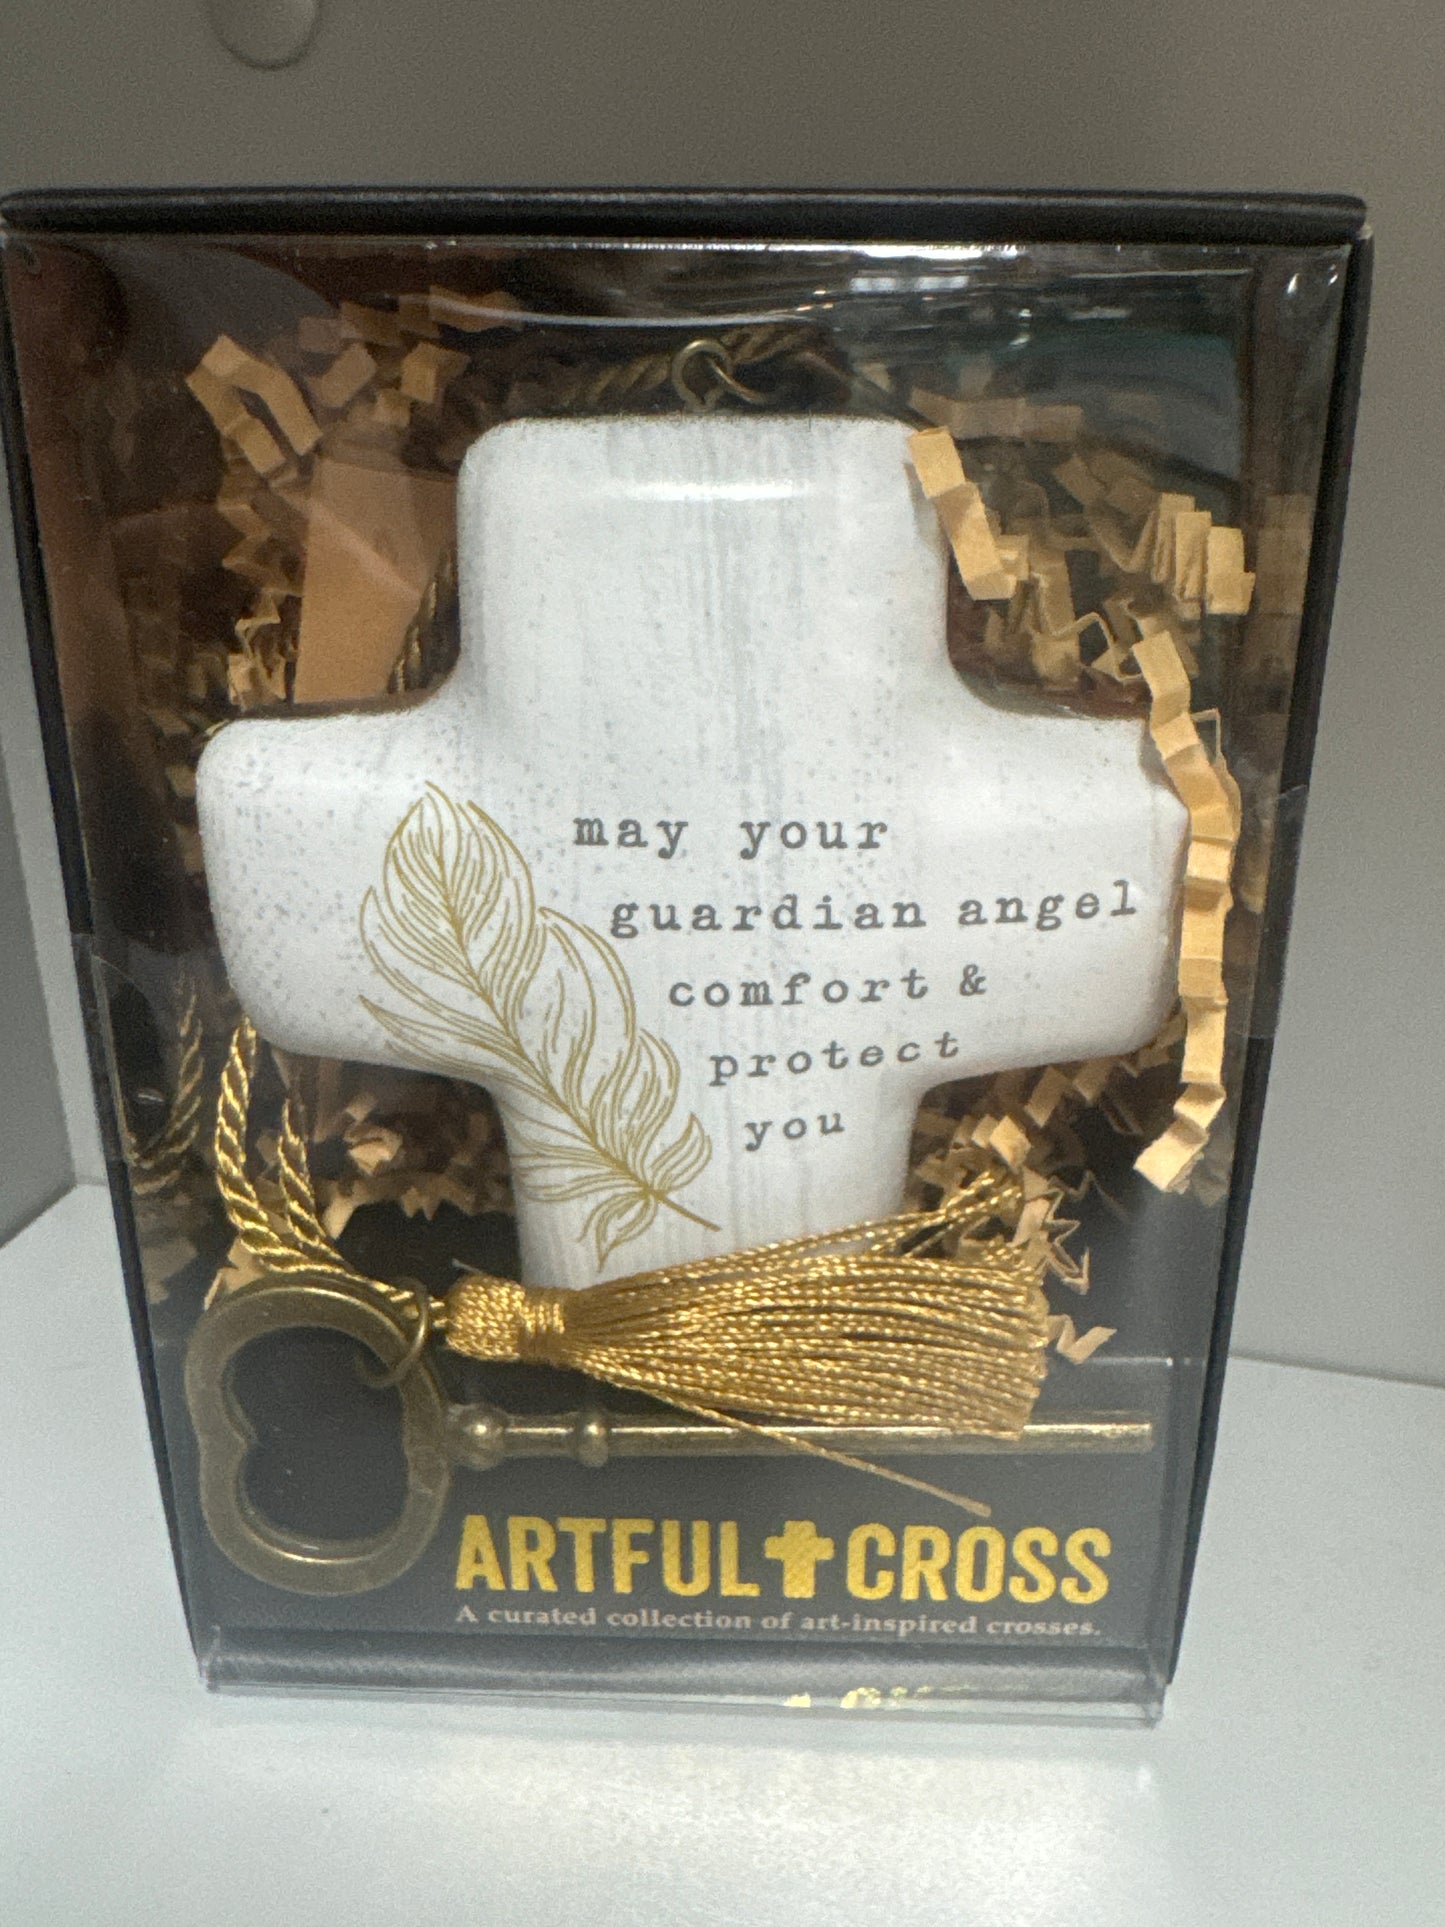 may your
guardian angel
comfort &
protect
you
ARTFUL CROSS
A curated collection of art-inspired crosses.